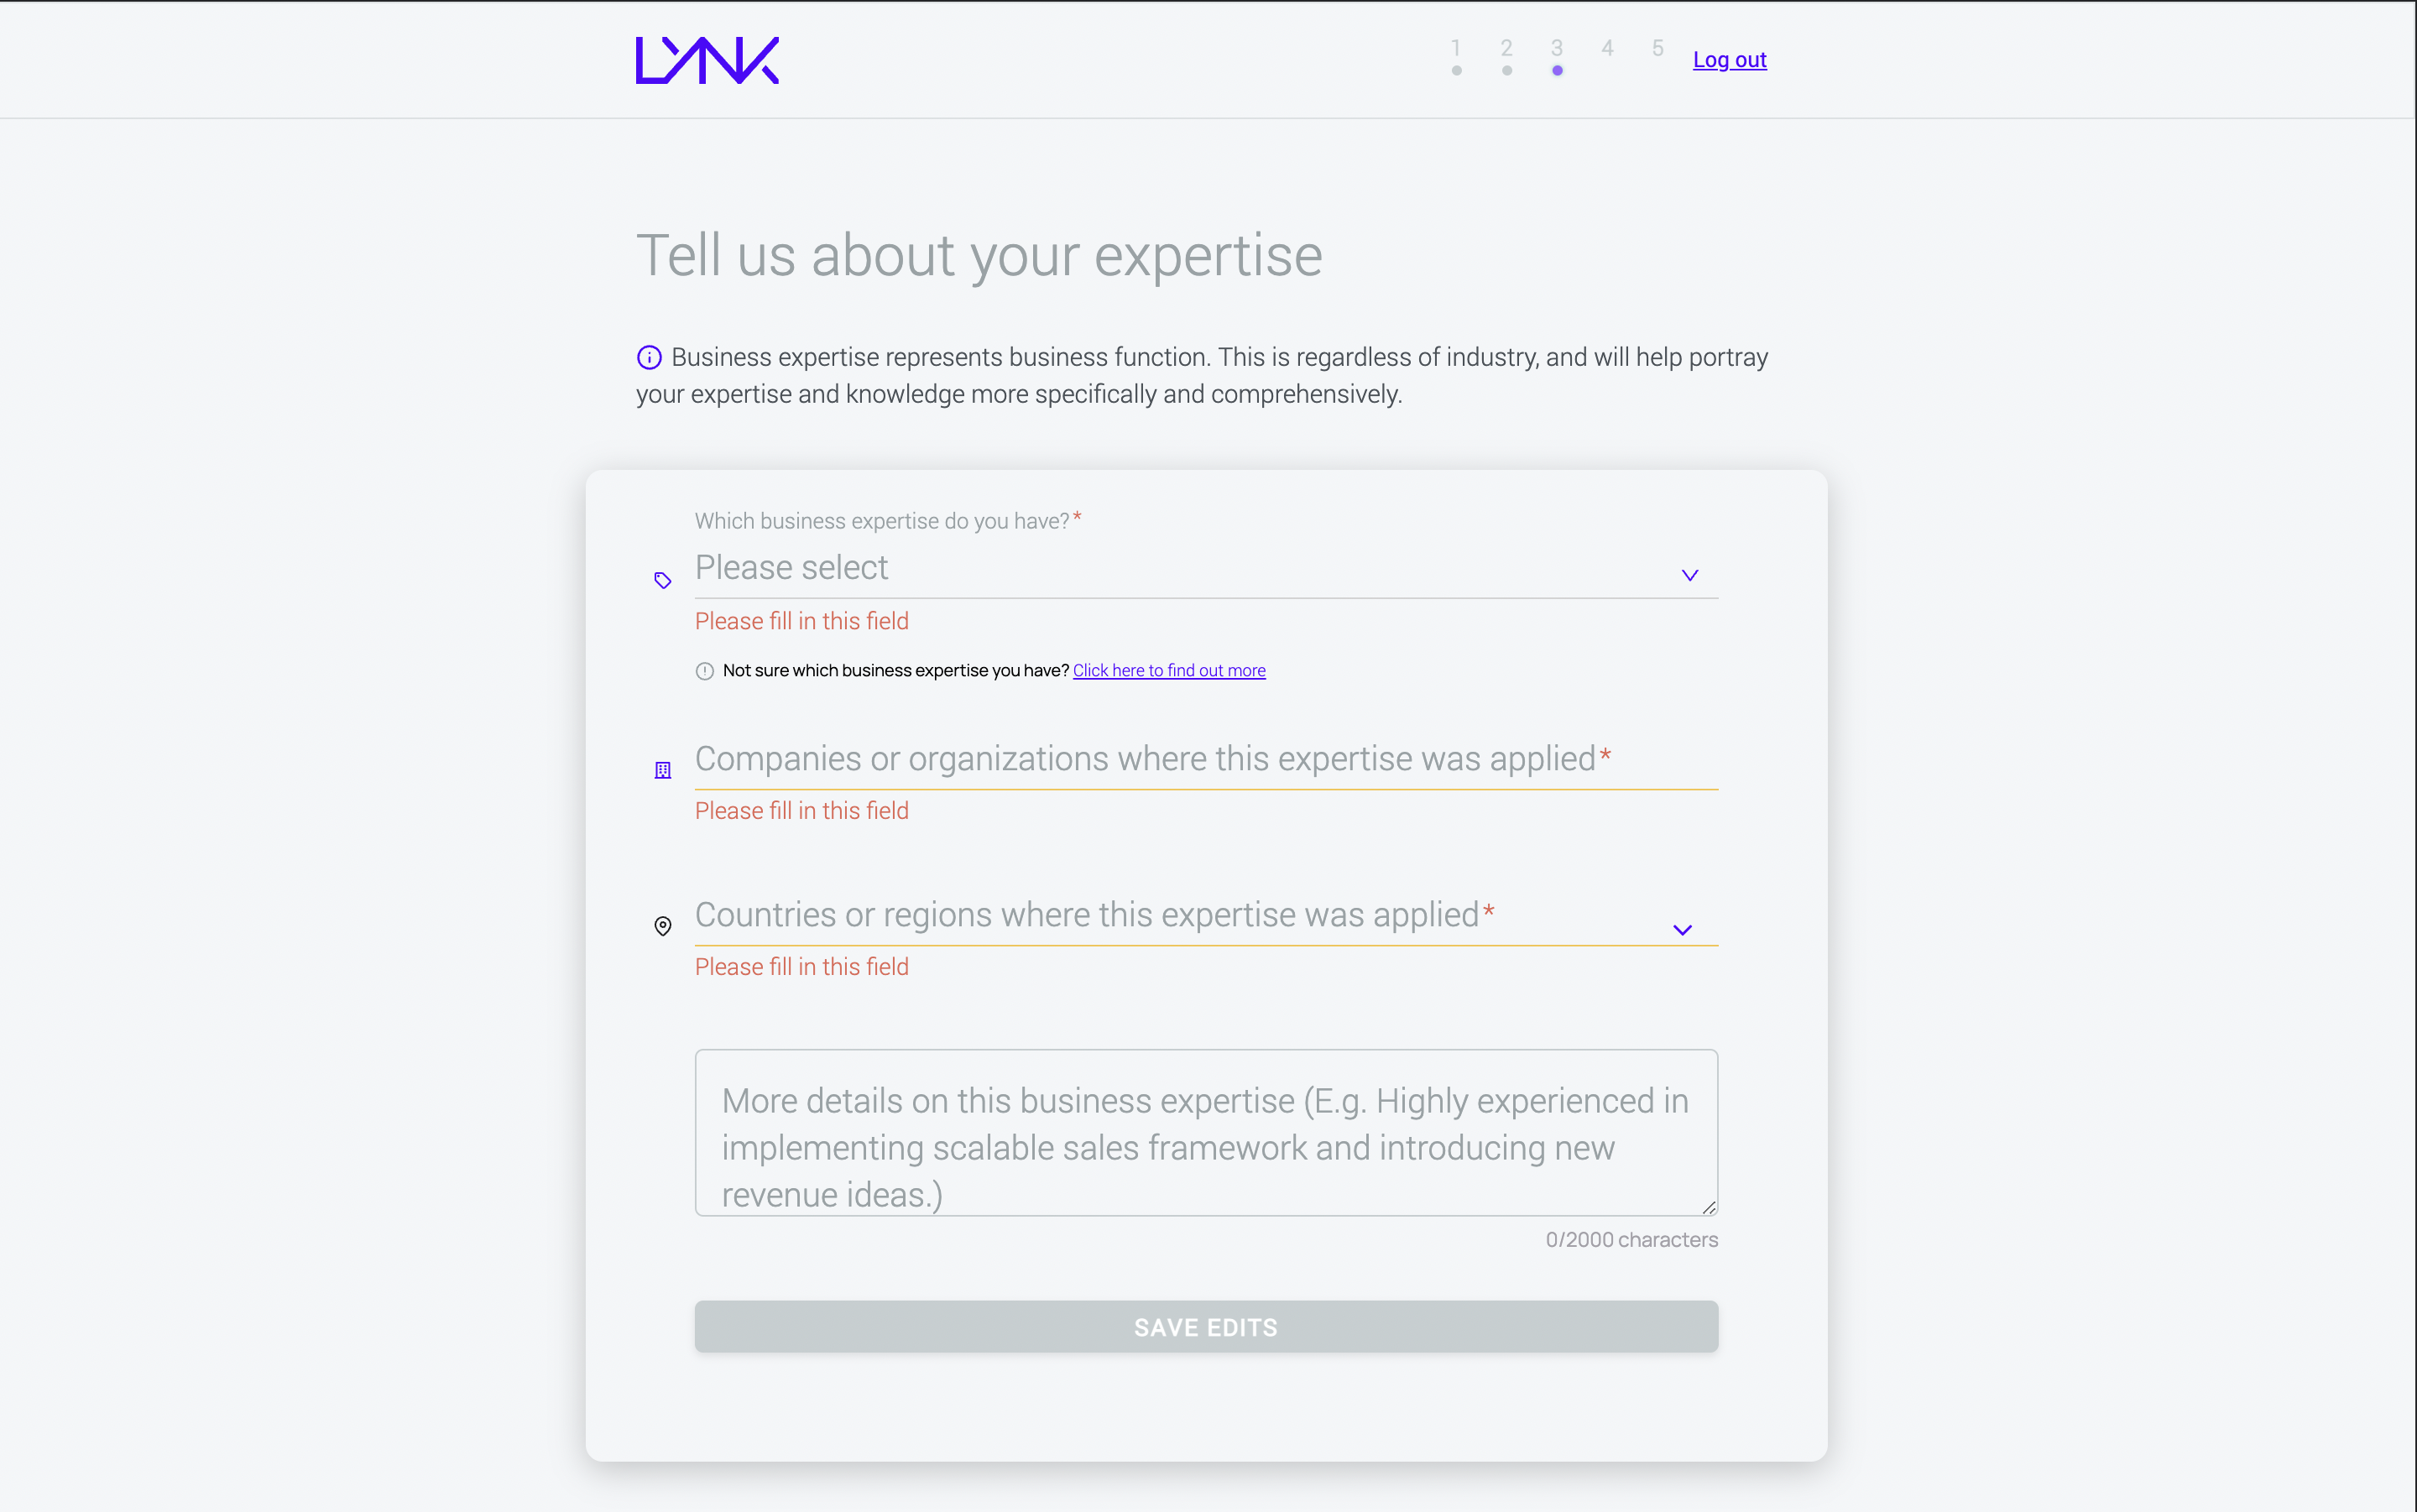 LYNK
1 2 3 4 5 Log out
Tell us about your expertise
Business expertise represents business function. This is regardless of industry, and will help portray
your expertise and knowledge more specifically and comprehensively.
Which business expertise do you have?*
Please select
Please fill in this field
Not sure which business expertise you have? Click here to find out more
Companies or organizations where this expertise was applied*
Please fill in this field
Countries or regions where this expertise was applied*
Please fill in this field
More details on this business expertise (E.g. Highly experienced in
implementing scalable sales framework and introducing new
revenue ideas.)
0/2000 characters
SAVE EDITS